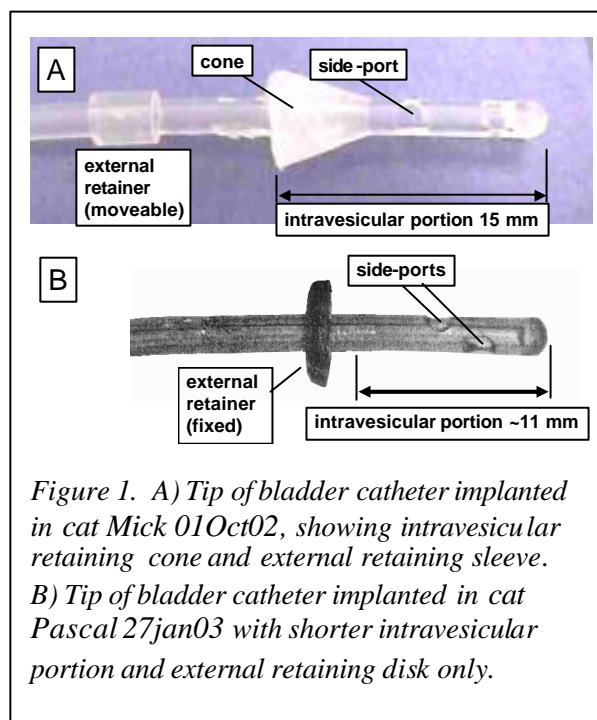 A
cone
side-port
external
retainer
(moveable)
intravesicular portion 15 mm
B
side-ports
external
retainer
(fixed)
intravesicular portion ~11 mm
Figure 1. A) Tip of bladder catheter implanted
in cat Mick 01Oct02, showing intravesicular
retaining cone and external retaining sleeve.
B) Tip of bladder catheter implanted in cat
Pascal 27jan03 with shorter intravesicular
portion and external retaining disk only.